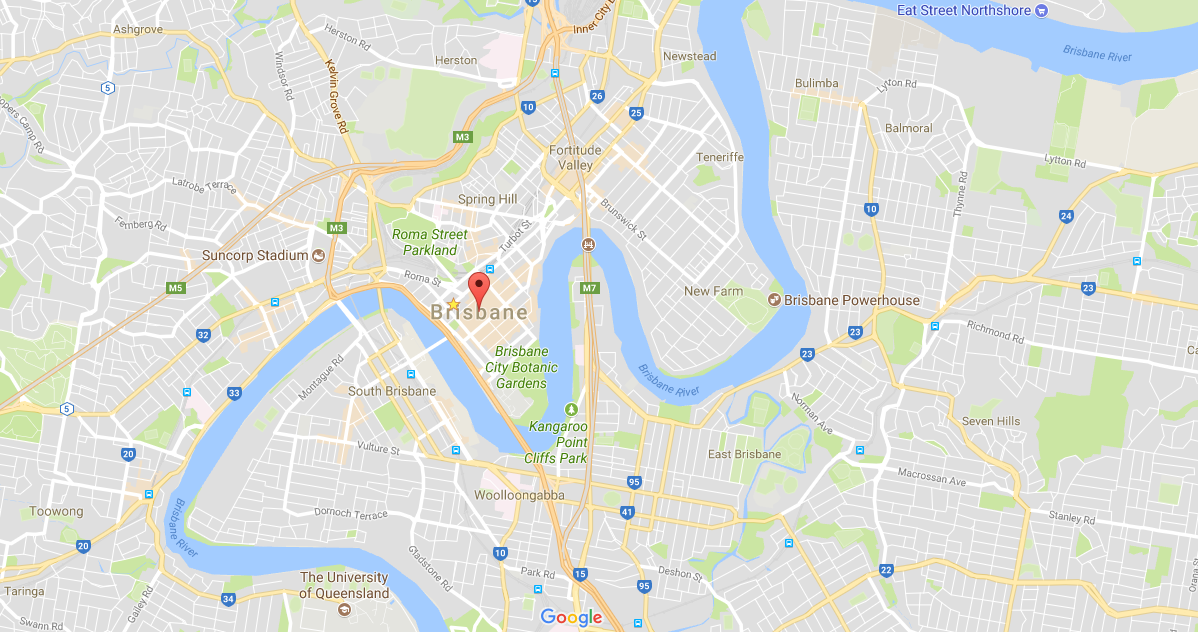 Eat Street Northshore
Inner City B
Ashgrove
Herston Rd
Brisbane River
Herston
Newstead
Windsor Rd
Kelvin Grove Rd
5
Bulimba
Lyton Rd
26
10
25
opers Camp Rd
Balmoral
M3
Fortitude
Valley
Teneriffe
Lytton Rd
Latrobe Terrace
Spring Hill
Thynne Rd
Brunswick St
10
24
Fernberg Rd
M3
Roma Street
Parkland
Turbot St
Suncorp Stadium
Roma St
M5
M7
New Farm
23
Brisbane Powerhouse
Brisbane
32
23
Richmond Rd
Ca
Brisbane
City Botanic
Gardens
23
Montague Rd
Brisbane River
South Brisbane
33
5
Norman Ave
Kangaroo
Point
Cliffs Park
Seven Hills
Vulture St
20
East Brisbane
Macrossan Ave
95
Woolloongabba
Toowong
Brisbane River
Dornoch Terrace
41
Stanley Rd
20
10
Gladstone Rd
Park Rd
15
Deshon St
22
The University
of Queensland
95
Taringa
Gailey Rd
34
Orana S
Swann Rd
Google